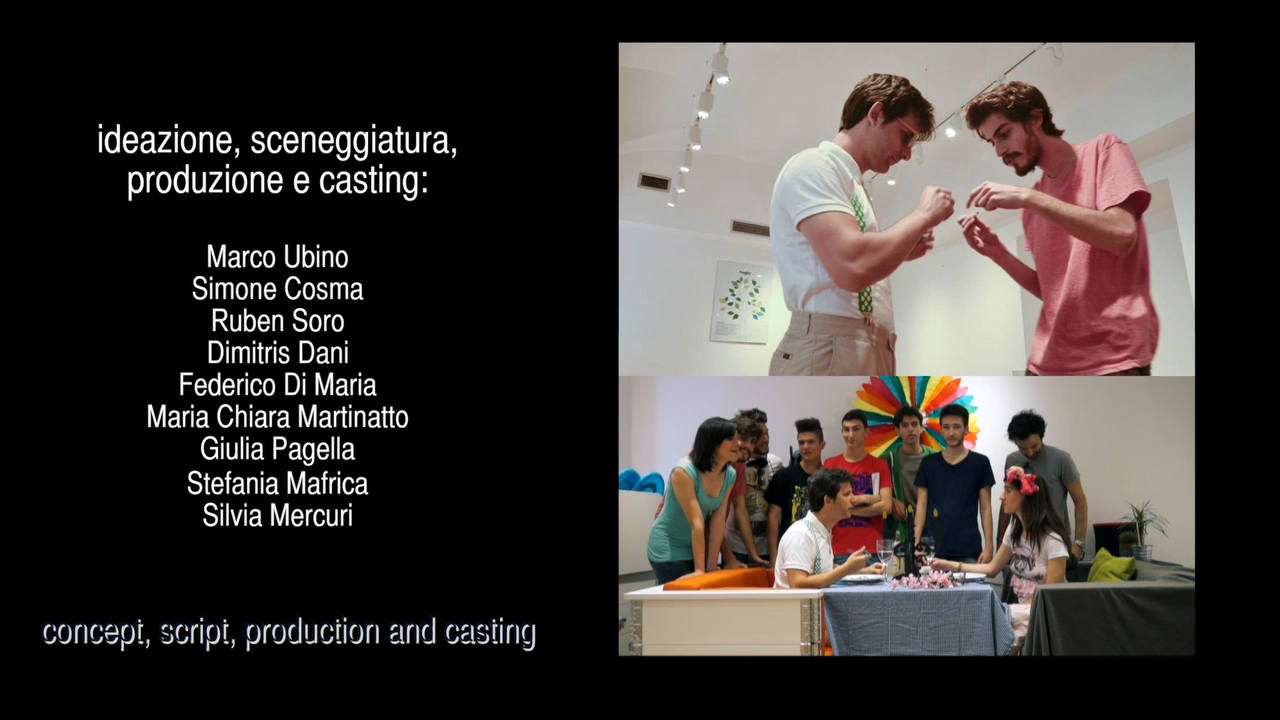 ideazione, sceneggiatura,
produzione e casting:
Marco Ubino
Simone Cosma
Ruben Soro
Dimitris Dani
Federico Di Maria
Maria Chiara Martinatto
Giulia Pagella
Stefania Mafrica
Silvia Mercuri
concept, script, production and casting